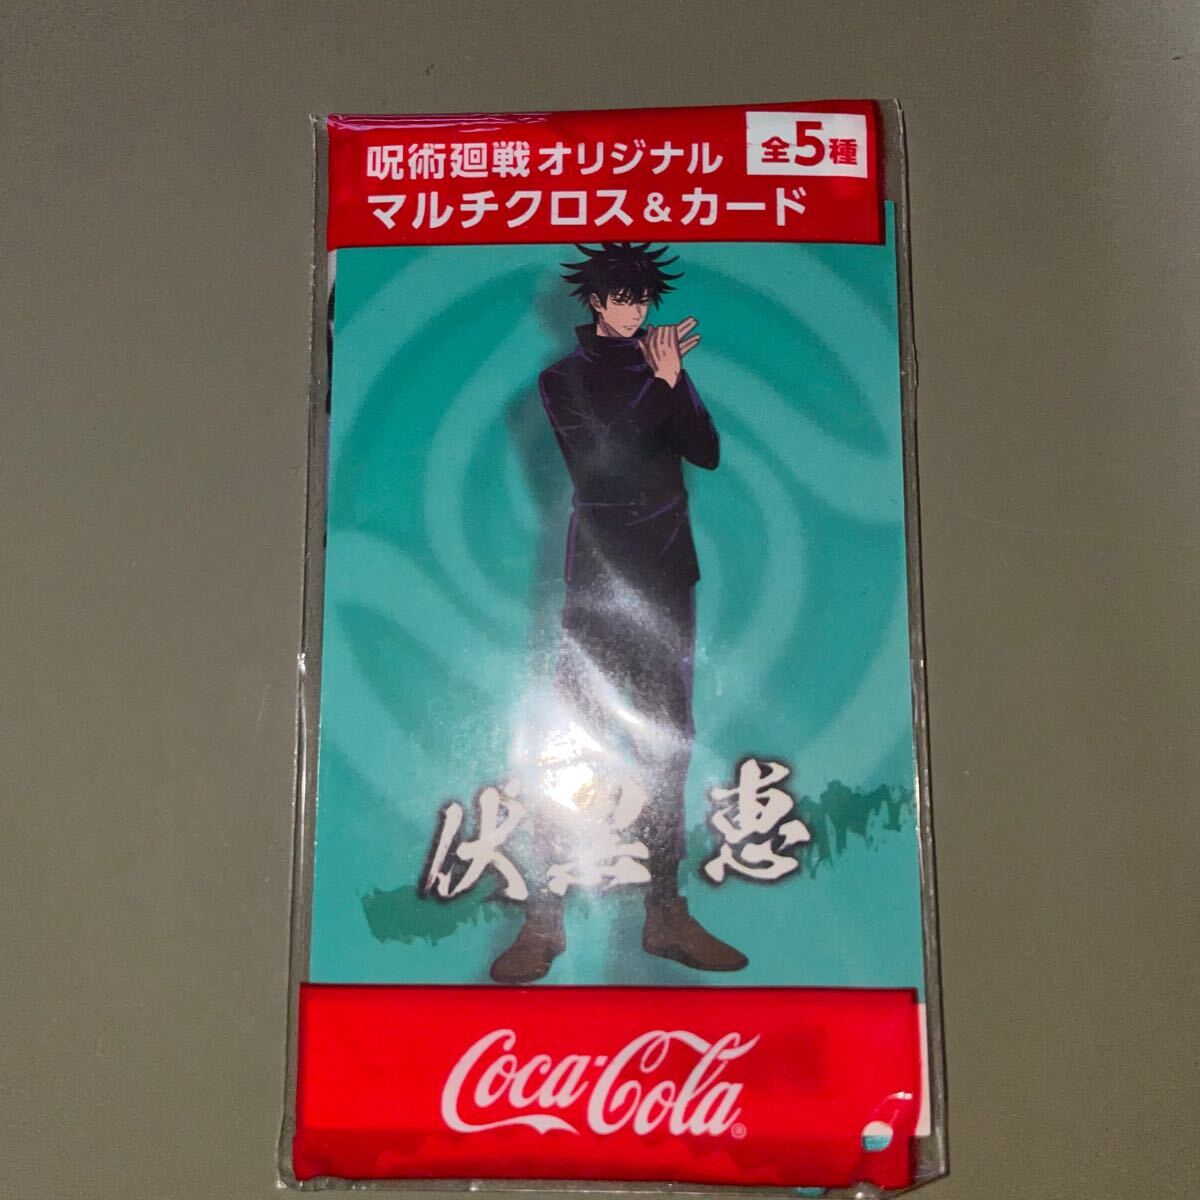 呪術廻戦オリジナル
マルチクロス&カード
全5種
伏黒 恵
Coca-Cola®